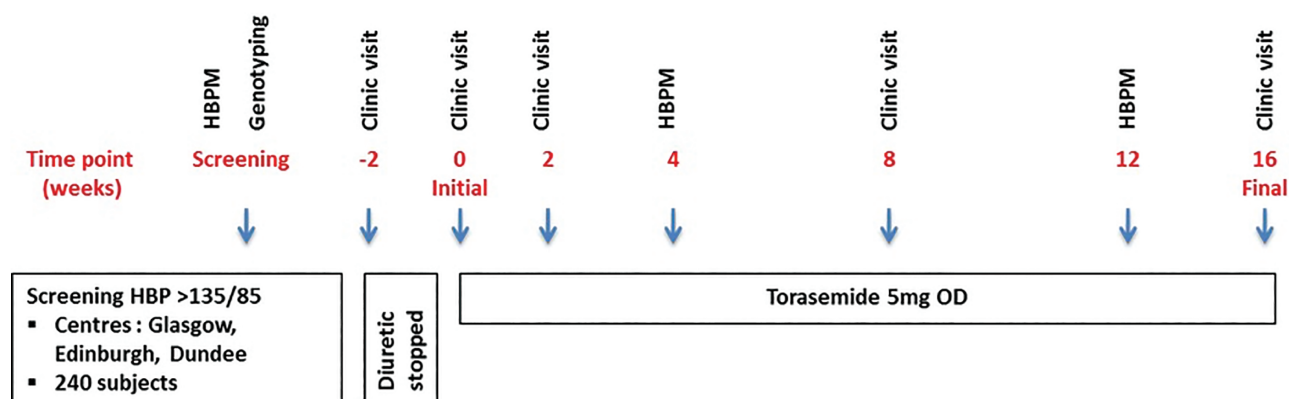 HBPM
Genotyping
Clinic visit
Clinic visit
Clinic visit
HBPM
Clinic visit
HBPM
Clinic visit
Time point
(weeks)
Screening
-2
0
Initial
2
4
8
12
16
Final
Screening HBP >135/85
▪ Centres : Glasgow,
Edinburgh, Dundee
▪ 240 subjects
Diuretic
stopped
Torasemide 5mg OD